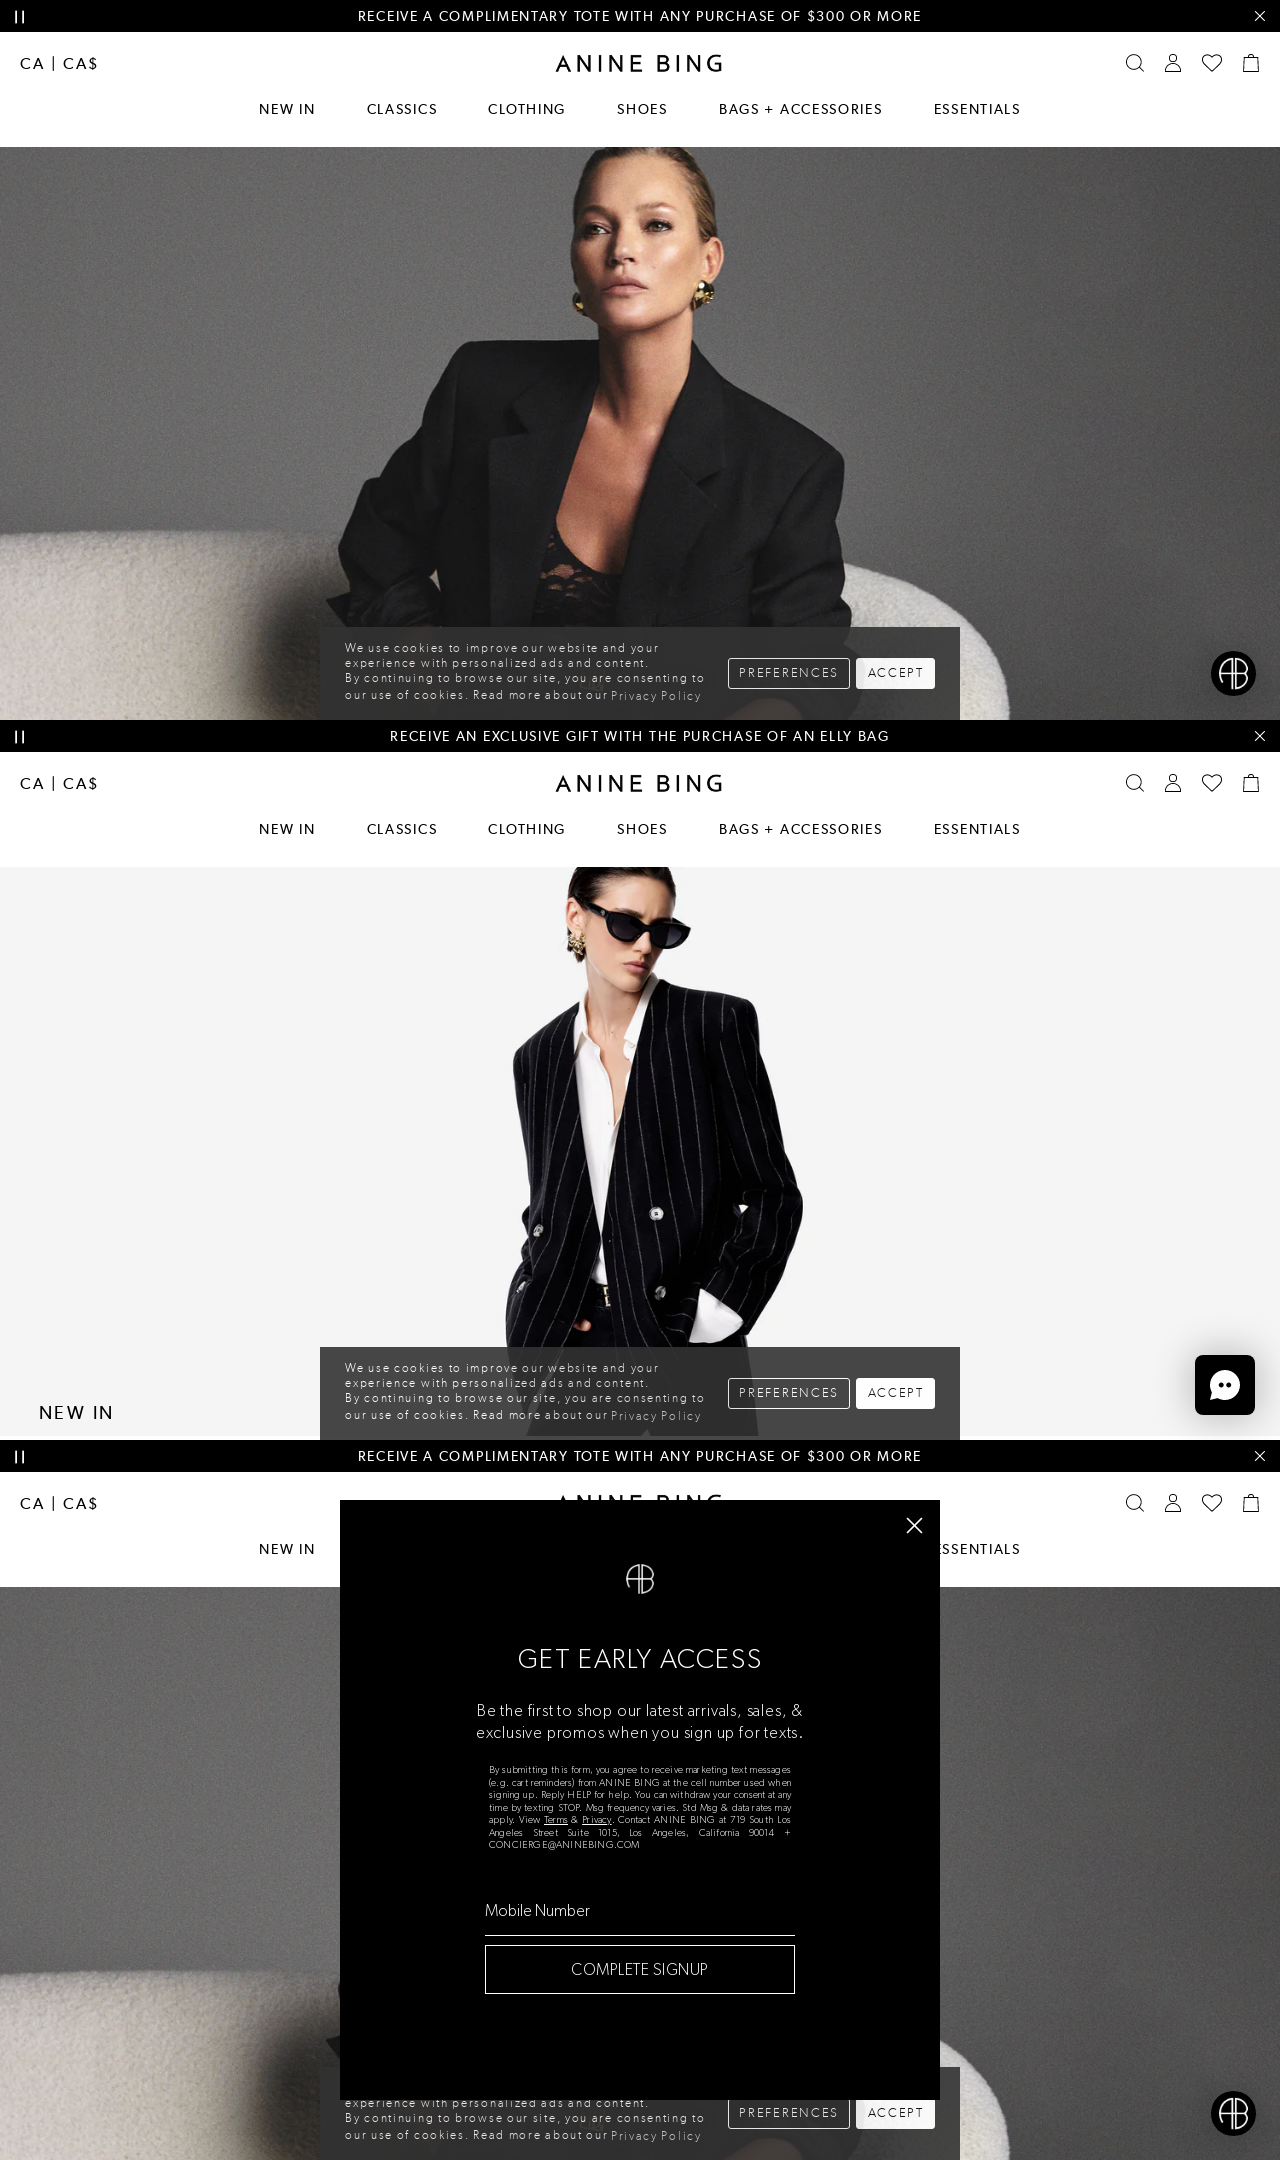 RECEIVE A COMPLIMENTARY TOTE WITH ANY PURCHASE OF $300 OR MORE
CA | CA$
ANINE BING
NEW IN
CLASSICS
CLOTHING
SHOES
BAGS + ACCESSORIES
ESSENTIALS
We use cookies to improve our website and your
experience with personalized ads and content.
By continuing to browse our site, you are consenting to
our use of cookies. Read more about our Privacy Policy
PREFERENCES
ACCEPT
AB
RECEIVE AN EXCLUSIVE GIFT WITH THE PURCHASE OF AN ELLY BAG
CA | CA$
ANINE BING
NEW IN
CLASSICS
CLOTHING
SHOES
BAGS + ACCESSORIES
ESSENTIALS
NEW IN
We use cookies to improve our website and your
experience with personalized ads and content.
By continuing to browse our site, you are consenting to
our use of cookies. Read more about our Privacy Policy
PREFERENCES
ACCEPT
RECEIVE A COMPLIMENTARY TOTE WITH ANY PURCHASE OF $300 OR MORE
CA | CA$
ANINE BING
NEW IN
ESSENTIALS
AB
GET EARLY ACCESS
Be the first to shop our latest arrivals, sales, &
exclusive promos when you sign up for texts.
By submitting this form, you agree to receive marketing text messages
(e.g. cart reminders) from ANINE BING at the cell number used when
signing up. Reply HELP for help. You can withdraw your consent at any
time by texting STOP. Msg frequency varies. Std Msg & data rates may
apply. View Terms & Privacy. Contact ANINE BING at 719 South Los
Angeles Street Suite 1015, Los Angeles, California 90014 +
CONCIERGE@ANINEBING.COM
Mobile Number
COMPLETE SIGNUP
experience with personalized ads and content.
By continuing to browse our site, you are consenting to
our use of cookies. Read more about our Privacy Policy
PREFERENCES
ACCEPT
AB